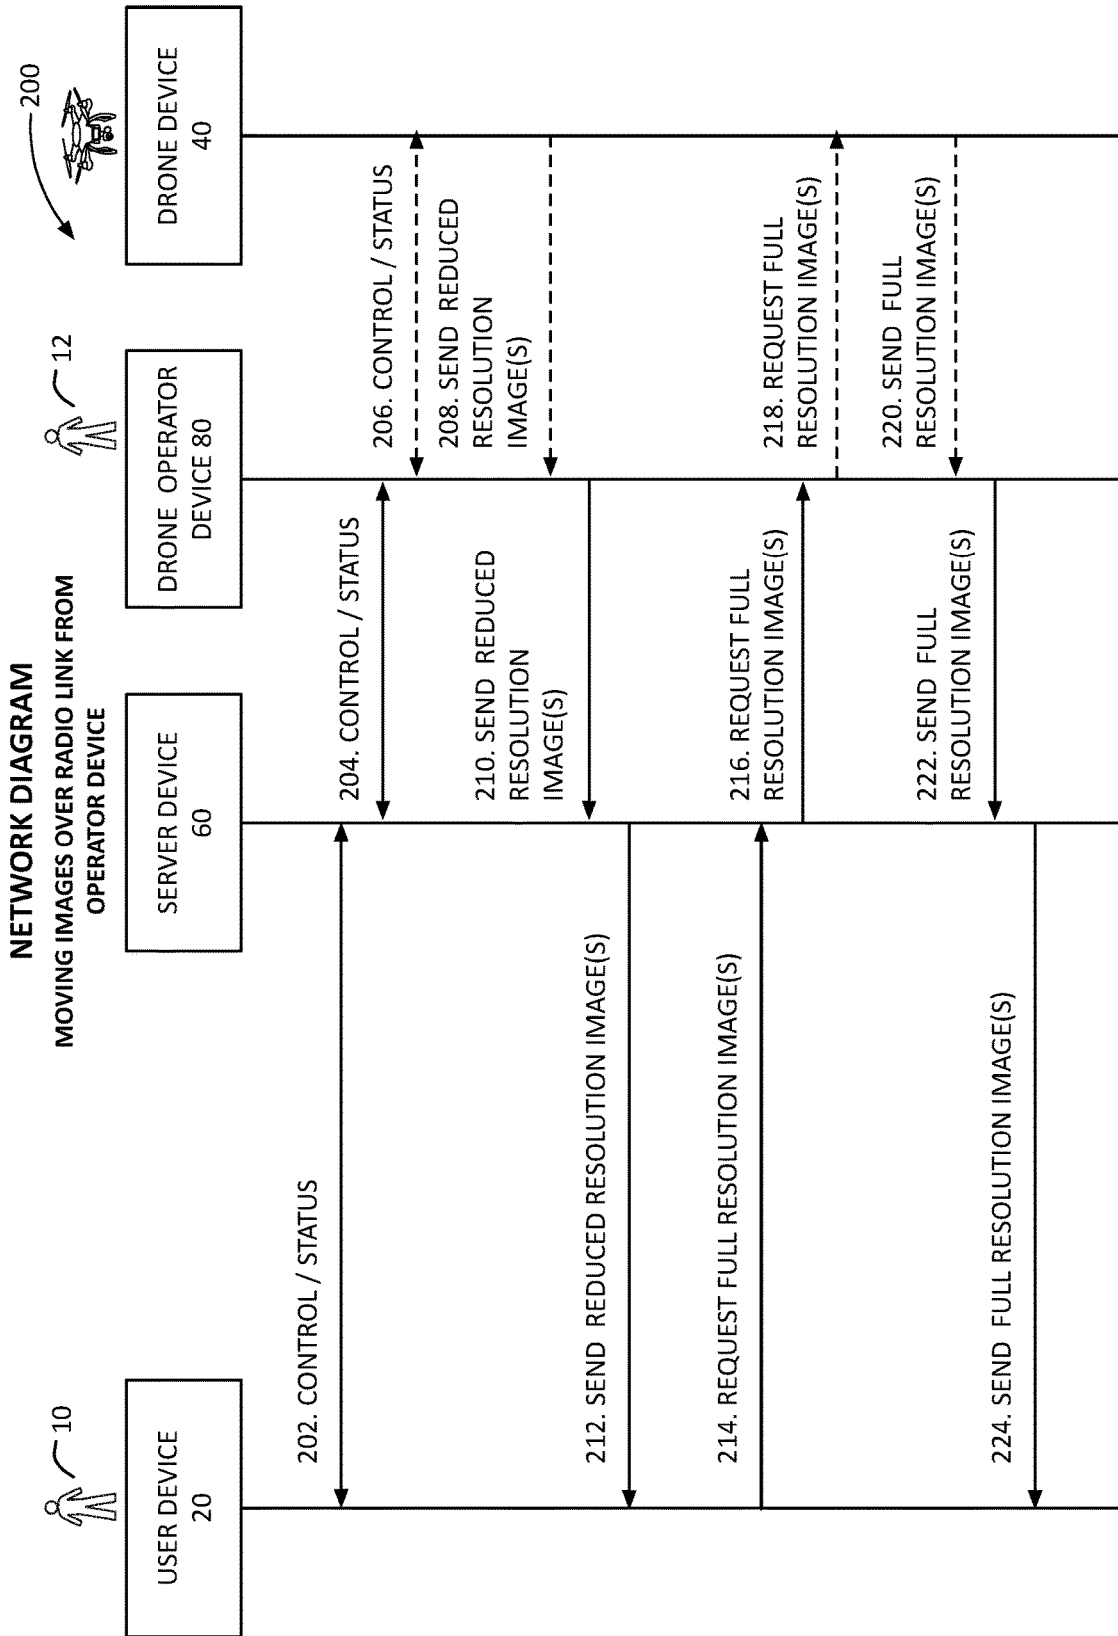 NETWORK DIAGRAM
MOVING IMAGES OVER RADIO LINK FROM
OPERATOR DEVICE
200
10
12
USER DEVICE
20
SERVER DEVICE
60
DRONE OPERATOR
DEVICE 80
DRONE DEVICE
40
202. CONTROL / STATUS
204. CONTROL / STATUS
206. CONTROL / STATUS
208. SEND REDUCED
RESOLUTION
IMAGE(S)
210. SEND REDUCED
RESOLUTION
IMAGE(S)
212. SEND REDUCED RESOLUTION IMAGE(S)
214. REQUEST FULL RESOLUTION IMAGE(S)
216. REQUEST FULL
RESOLUTION IMAGE(S)
218. REQUEST FULL
RESOLUTION IMAGE(S)
220. SEND FULL
RESOLUTION IMAGE(S)
222. SEND FULL
RESOLUTION IMAGE(S)
224. SEND FULL RESOLUTION IMAGE(S)